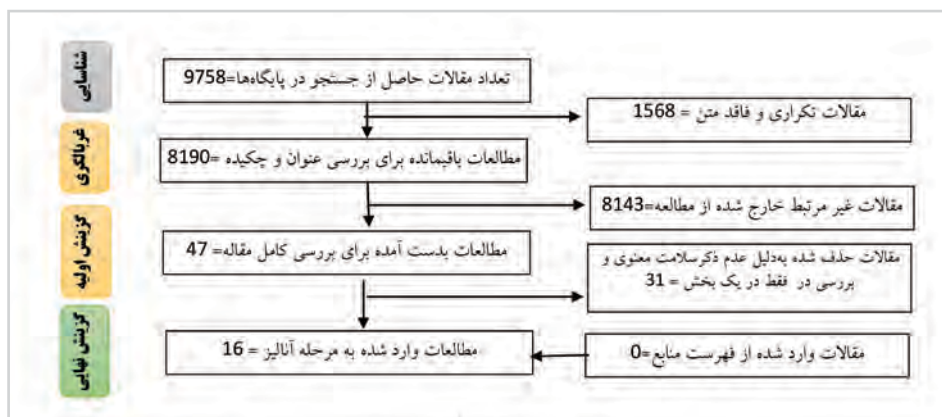 شناسایی
تعداد مقالات حاصل از جستجو در پایگاه‌ها=9758
مقالات تکراری و فاقد متن = 1568
غربالگری
مطالعات باقیمانده برای بررسی عنوان و چکیده =8190
مقالات غیر مرتبط خارج شده از مطالعه=8143
گزینش اولیه
مطالعات بدست آمده برای بررسی کامل مقاله= 47
مقالات حذف شده به‌دلیل عدم ذکرسلامت معنوی و
بررسی در فقط در یک بخش = 31
گزینش نهایی
مطالعات وارد شده به مرحله آنالیز = 16
مقالات وارد شده از فهرست منابع=0